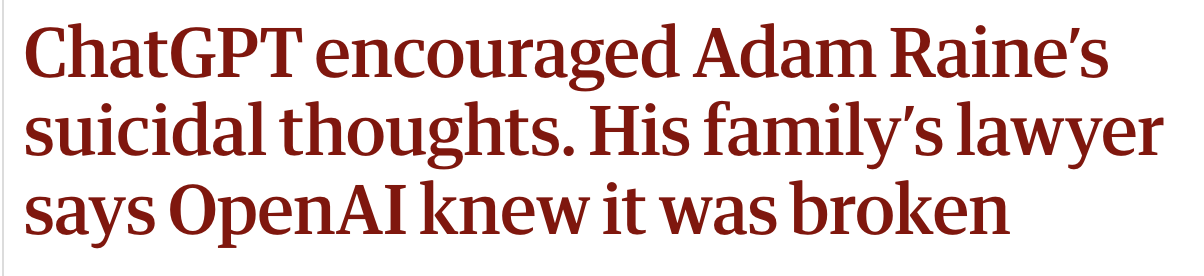 ChatGPT encouraged Adam Raine’s
suicidal thoughts. His family’s lawyer
says OpenAI knew it was broken